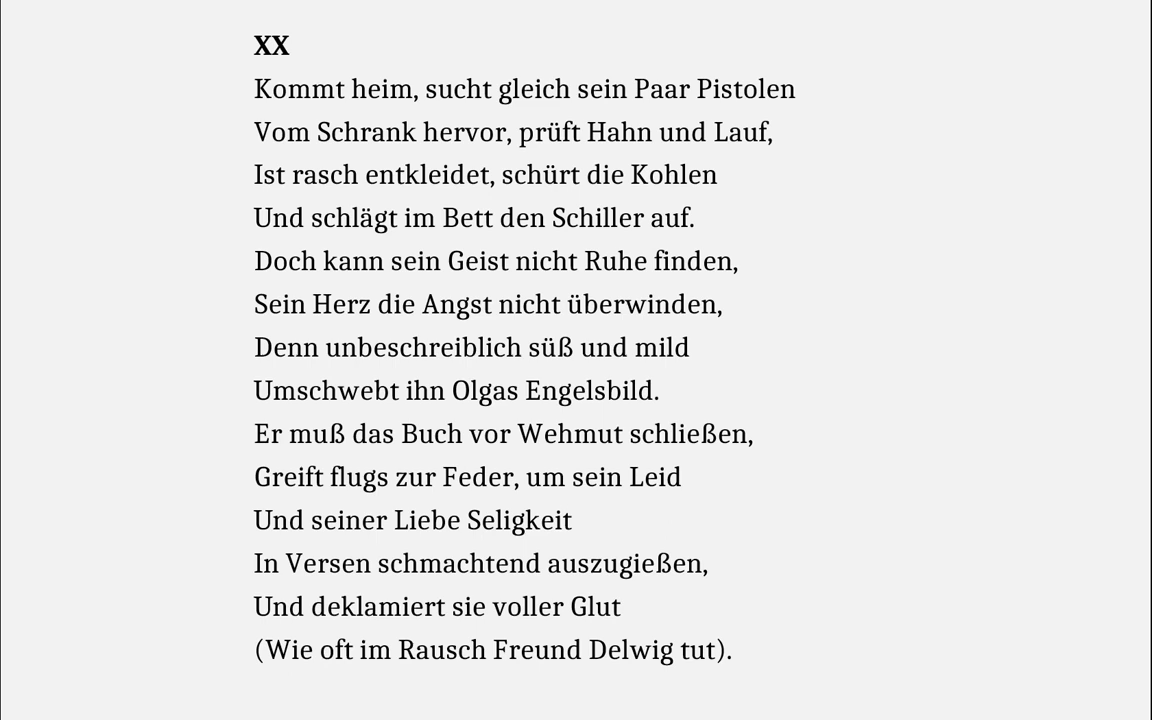 XX
Kommt heim, sucht gleich sein Paar Pistolen
Vom Schrank hervor, prüft Hahn und Lauf,
Ist rasch entkleidet, schürt die Kohlen
Und schlägt im Bett den Schiller auf.
Doch kann sein Geist nicht Ruhe finden,
Sein Herz die Angst nicht überwinden,
Denn unbeschreiblich süß und mild
Umschwebt ihn Olgas Engelsbild.
Er muß das Buch vor Wehmut schließen,
Greift flugs zur Feder, um sein Leid
Und seiner Liebe Seligkeit
In Versen schmachtend auszugießen,
Und deklamiert sie voller Glut
(Wie oft im Rausch Freund Delwig tut).